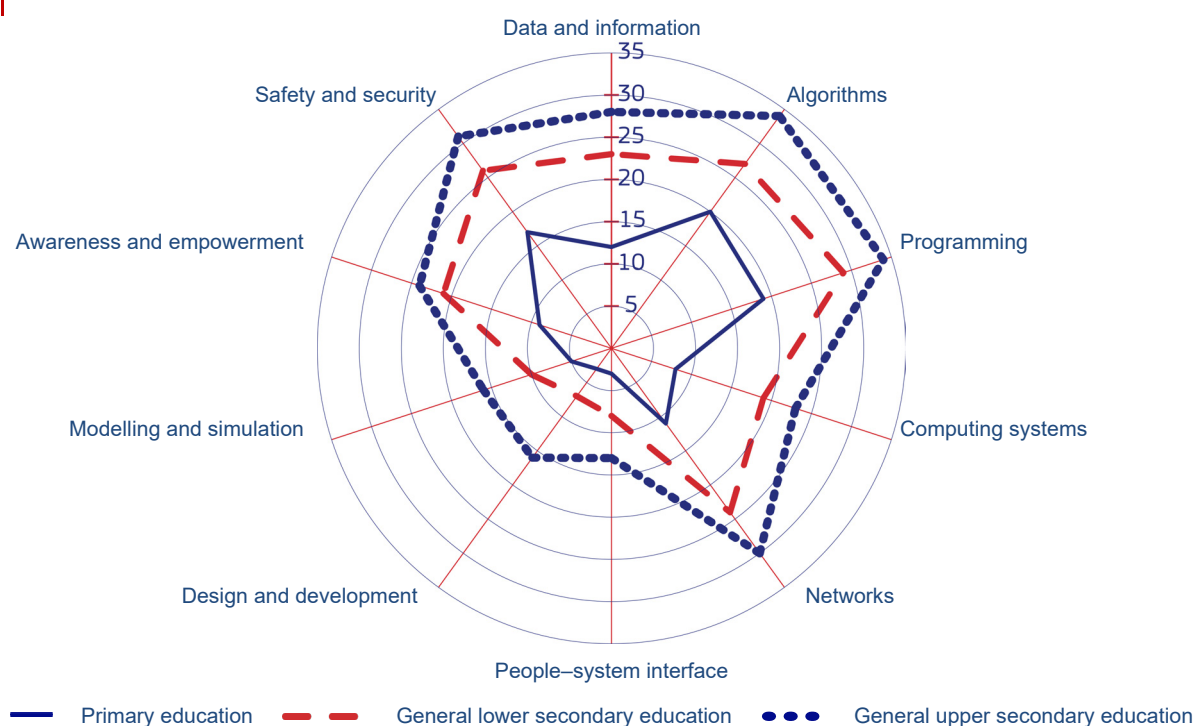 Data and information
35
Safety and security
30
Algorithms
25
20
15
Awareness and empowerment
Programming
10
5
Modelling and simulation
Computing systems
Design and development
Networks
People–system interface
Primary education
General lower secondary education
General upper secondary education